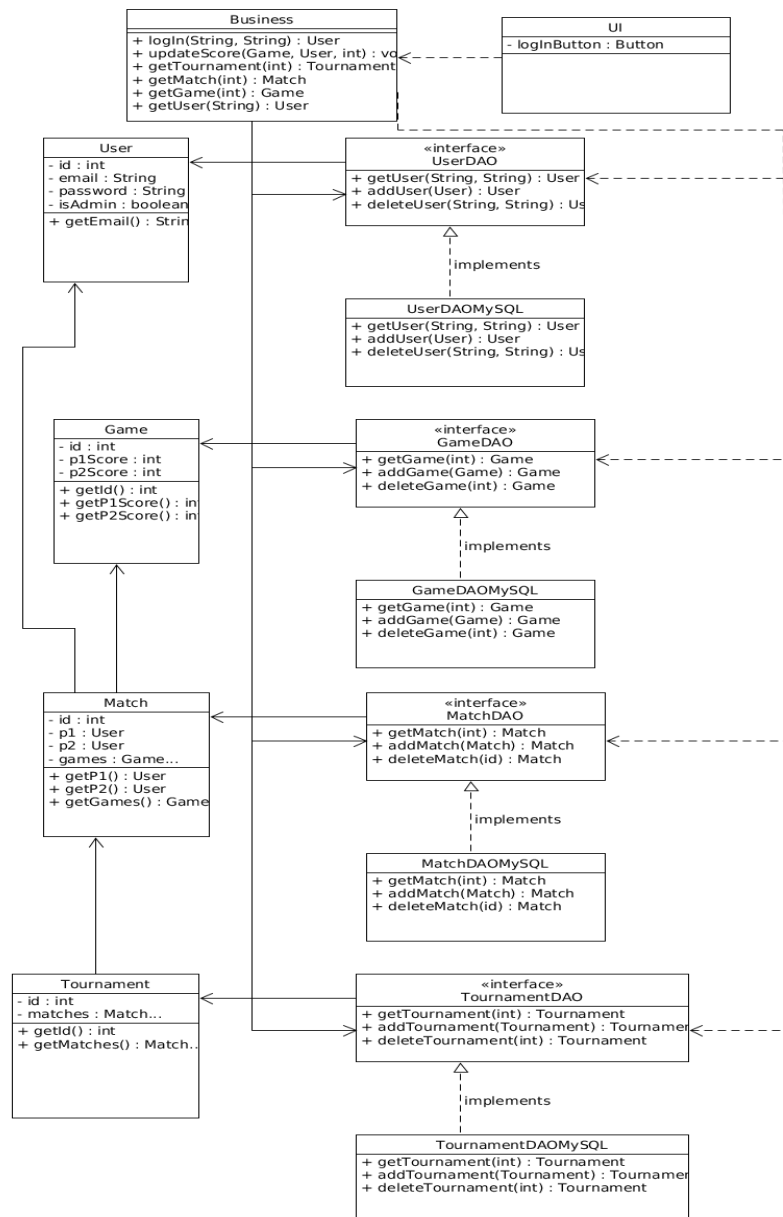 Business
+ logIn(String, String) : User
+ updateScore(Game, User, int) : vo
+ getTournament(int) : Tournament
+ getMatch(int) : Match
+ getGame(int) : Game
+ getUser(String) : User
UI
- logInButton : Button
User
- id : int
- email : String
- password : String
- isAdmin : boolean
+ getEmail() : Strin
«interface»
UserDAO
+ getUser(String, String) : User
+ addUser(User) : User
+ deleteUser(String, String) : Us
implements
UserDAOMySQL
+ getUser(String, String) : User
+ addUser(User) : User
+ deleteUser(String, String) : Us
Game
- id : int
- p1Score : int
- p2Score : int
+ getId() : int
+ getP1Score() : int
+ getP2Score() : int
«interface»
GameDAO
+ getGame(int) : Game
+ addGame(Game) : Game
+ deleteGame(int) : Game
implements
GameDAOMySQL
+ getGame(int) : Game
+ addGame(Game) : Game
+ deleteGame(int) : Game
Match
- id : int
- p1 : User
- p2 : User
- games : Game...
+ getP1() : User
+ getP2() : User
+ getGames() : Game
«interface»
MatchDAO
+ getMatch(int) : Match
+ addMatch(Match) : Match
+ deleteMatch(id) : Match
implements
MatchDAOMySQL
+ getMatch(int) : Match
+ addMatch(Match) : Match
+ deleteMatch(id) : Match
Tournament
- id : int
- matches : Match...
+ getId() : int
+ getMatches() : Match..
«interface»
TournamentDAO
+ getTournament(int) : Tournament
+ addTournament(Tournament) : Tournamen
+ deleteTournament(int) : Tournament
implements
TournamentDAOMySQL
+ getTournament(int) : Tournament
+ addTournament(Tournament) : Tournamen
+ deleteTournament(int) : Tournament